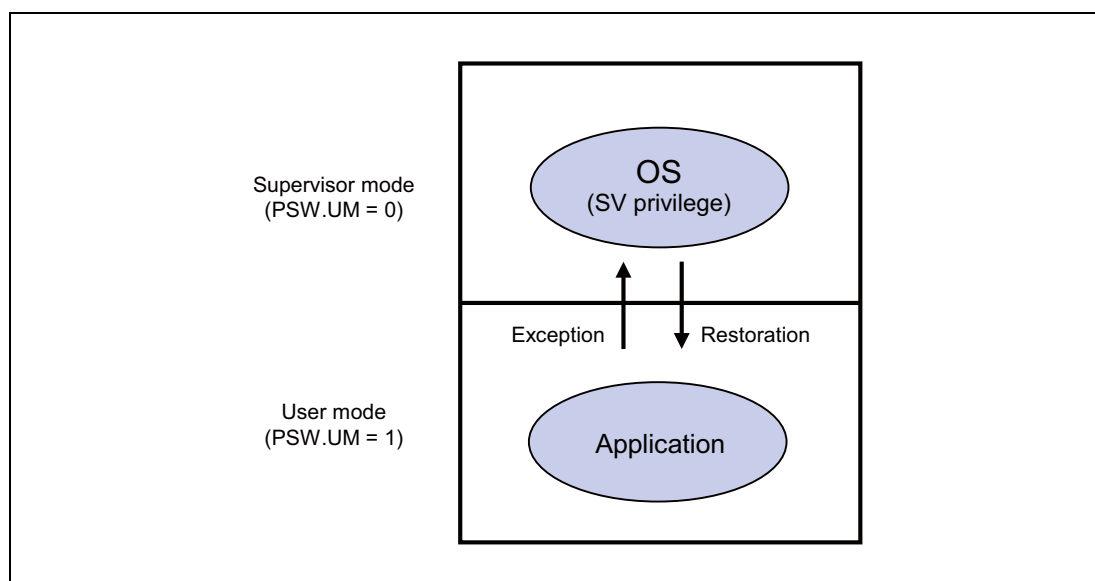 OS
(SV privilege)
Supervisor mode
(PSW.UM = 0)
Exception
Restoration
User mode
(PSW.UM = 1)
Application